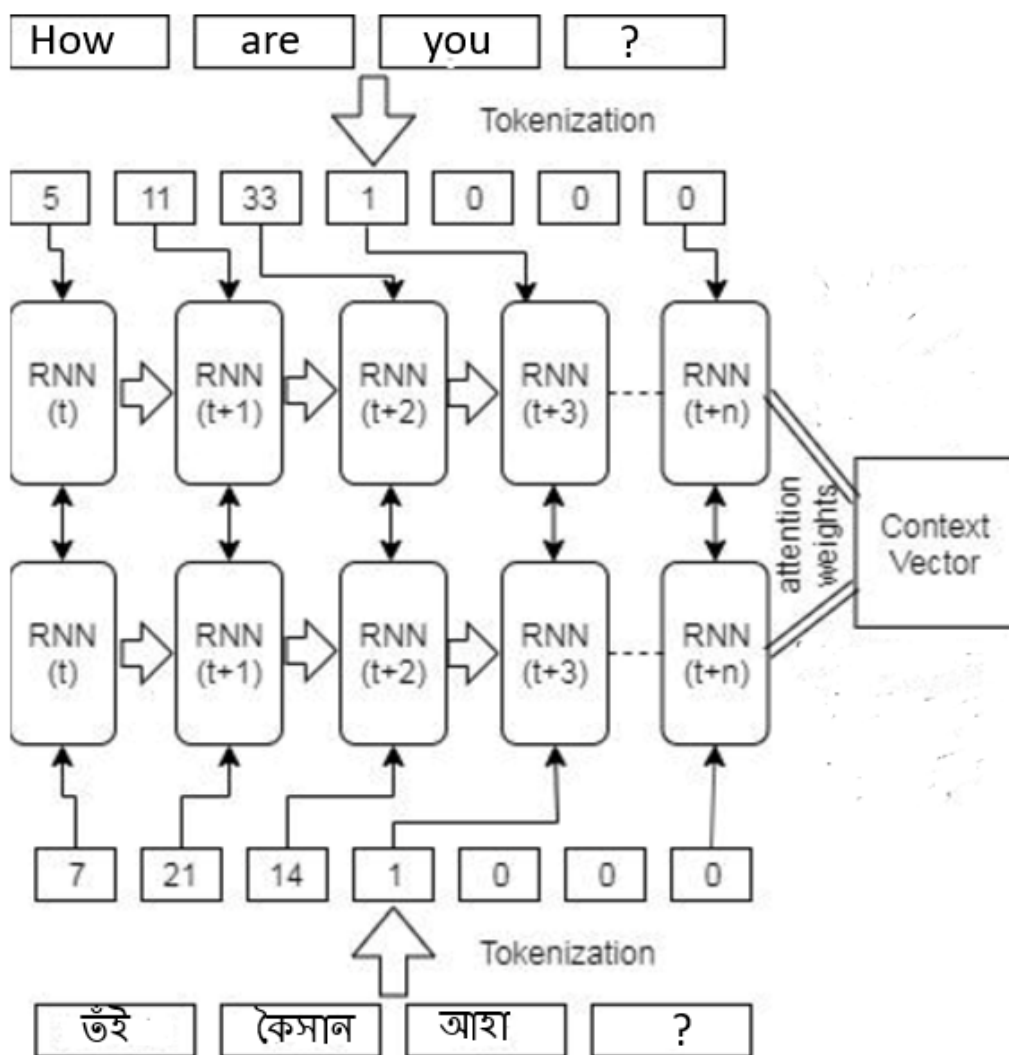 How are you ?
Tokenization
5 11 33 1 0 0 0
RNN (t) RNN (t+1) RNN (t+2) RNN (t+3) RNN (t+n)
attention weights
Context Vector
RNN (t) RNN (t+1) RNN (t+2) RNN (t+3) RNN (t+n)
7 21 14 1 0 0 0
Tokenization
তঁই কৈসান আহা ?